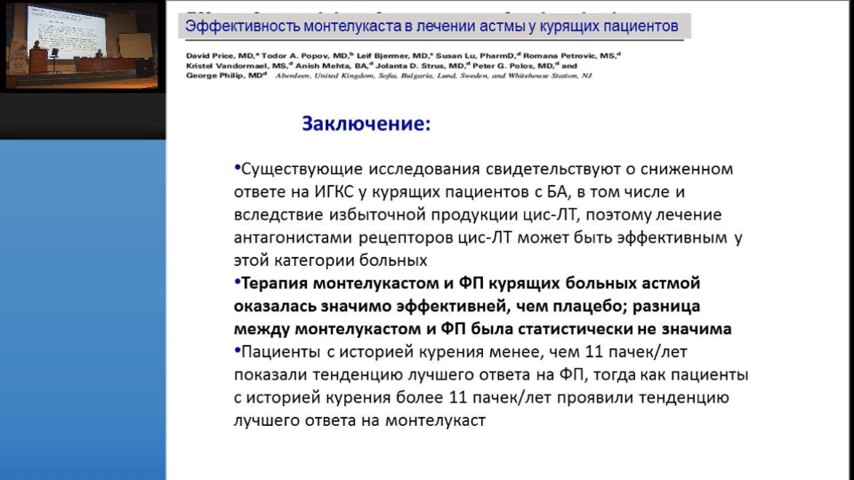 Эффективность монтелукаста в лечении астмы у курящих пациентов
David Price, MD,a Todor A. Popov, MD,b Leif Bjermer, MD,c Susan Lu, PharmD,d Romana Petrovic, MS,d
Kristel Vandormael, MS,d Anish Mehta, BA,d Jolanta D. Strus, MD,d Peter G. Polos, MD,d and
George Philip, MDd Aberdeen, United Kingdom, Sofia, Bulgaria, Lund, Sweden, and Whitehouse Station, NJ
Заключение:
•Существующие исследования свидетельствуют о сниженном
ответе на ИГКС у курящих пациентов с БА, в том числе и
вследствие избыточной продукции цис-ЛТ, поэтому лечение
антагонистами рецепторов цис-ЛТ может быть эффективным у
этой категории больных
•Терапия монтелукастом и ФП курящих больных астмой
оказалась значимо эффективней, чем плацебо; разница
между монтелукастом и ФП была статистически не значима
•Пациенты с историей курения менее, чем 11 пачек/лет
показали тенденцию лучшего ответа на ФП, тогда как пациенты
с историей курения более 11 пачек/лет проявили тенденцию
лучшего ответа на монтелукаст